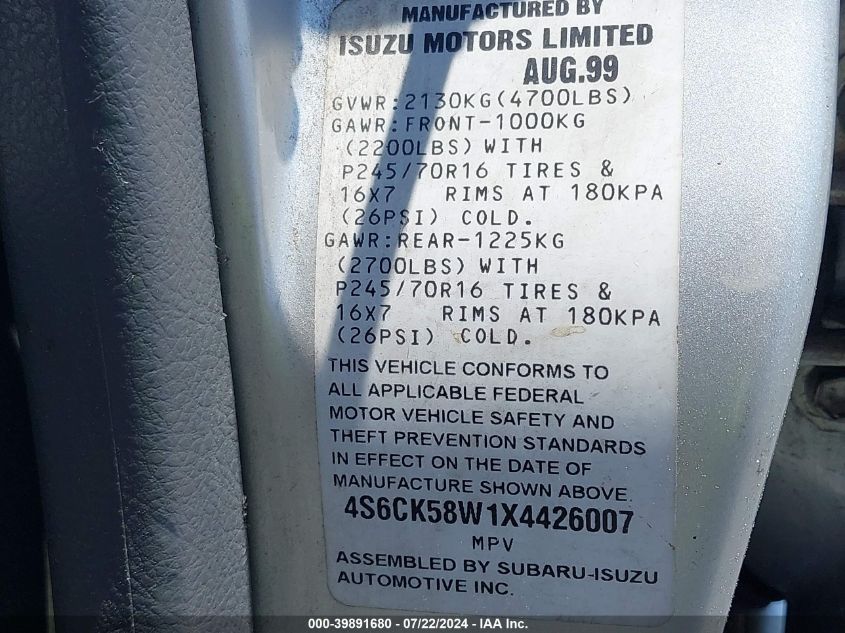 MANUFACTURED BY
ISUZU MOTORS LIMITED
AUG.99
GVWR:2130KG(4700LBS)
GAWR:FRONT-1000KG
(2200LBS) WITH
P245/70R16 TIRES &
16X7 RIMS AT 180KPA
(26PSI) COLD.
GAWR:REAR-1225KG
(2700LBS) WITH
P245/70R16 TIRES &
16X7 RIMS AT 180KPA
(26PSI) COLD.
THIS VEHICLE CONFORMS TO
ALL APPLICABLE FEDERAL
MOTOR VEHICLE SAFETY AND
THEFT PREVENTION STANDARDS
IN EFFECT ON THE DATE OF
MANUFACTURE SHOWN ABOVE.
4S6CK58W1X4426007
MPV
ASSEMBLED BY SUBARU-ISUZU
AUTOMOTIVE INC.
000-39891680 - 07/22/2024 - IAA Inc.